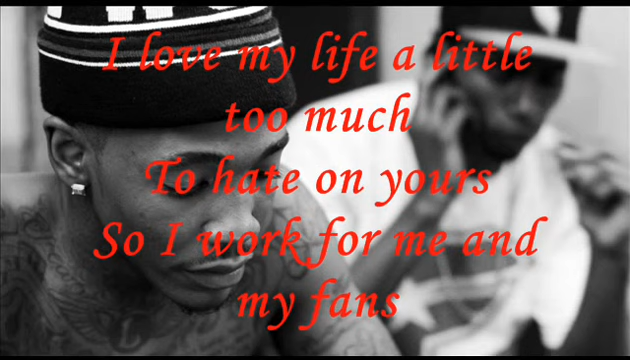 I love my life a little
too much
To hate on yours
So I work for me and
my fans